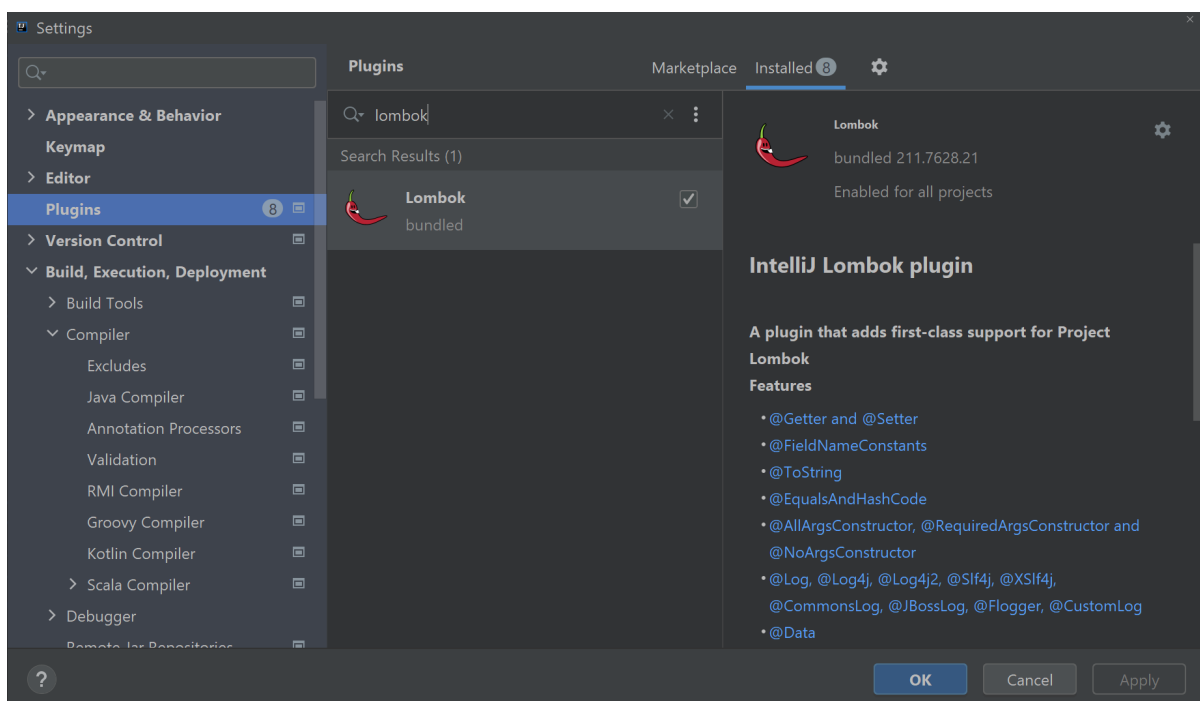 Settings
Appearance & Behavior
Keymap
Editor
Plugins 8
Version Control
Build, Execution, Deployment
Build Tools
Compiler
Excludes
Java Compiler
Annotation Processors
Validation
RMI Compiler
Groovy Compiler
Kotlin Compiler
Scala Compiler
Debugger
Remote Jar Repositories
Plugins
Marketplace Installed 8
lombok
Search Results (1)
Lombok
bundled
Lombok
bundled 211.7628.21
Enabled for all projects
IntelliJ Lombok plugin
A plugin that adds first-class support for Project
Lombok
Features
• @Getter and @Setter
• @FieldNameConstants
• @ToString
• @EqualsAndHashCode
• @AllArgsConstructor, @RequiredArgsConstructor and
@NoArgsConstructor
• @Log, @Log4j, @Log4j2, @Slf4j, @XSlf4j,
@CommonsLog, @JBossLog, @Flogger, @CustomLog
• @Data
?
OK
Cancel
Apply